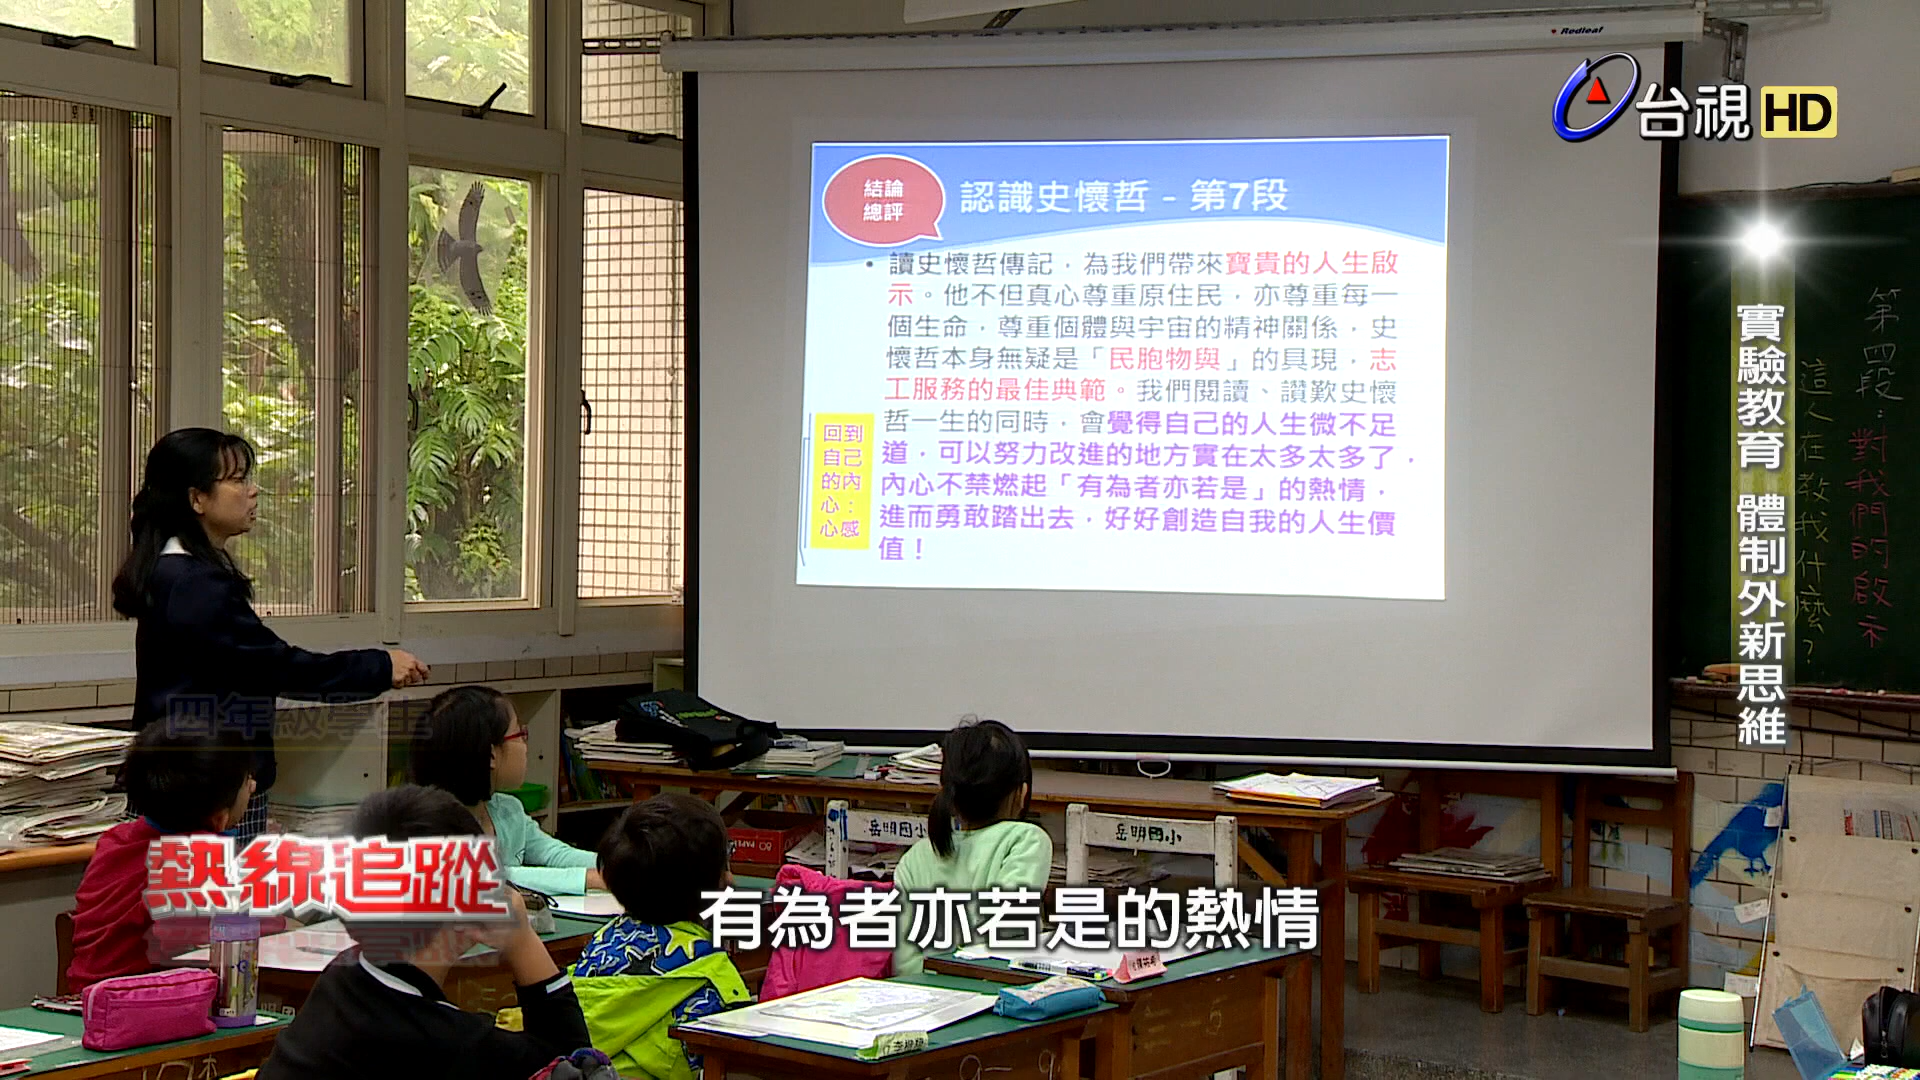 Redleaf
台視HD
結論
總評
認識史懷哲－第7段
• 讀史懷哲傳記，為我們帶來寶貴的人生啟
示。他不但真心尊重原住民，亦尊重每一
個生命，尊重個體與宇宙的精神關係，史
懷哲本身無疑是「民胞物與」的具現，志
工服務的最佳典範。我們閱讀、讚歎史懷
哲一生的同時，會覺得自己的人生微不足
道，可以努力改進的地方實在太多太多了，
內心不禁燃起「有為者亦若是」的熱情，
進而勇敢踏出去，好好創造自我的人生價
值！
回到
自己
的內
心：
心感
實驗教育 體制外新思維
第四段：對我們的啟示
這人在教我什麼？
四年級學生
岳明國小
岳明國小
熱線追蹤
有為者亦若是的熱情